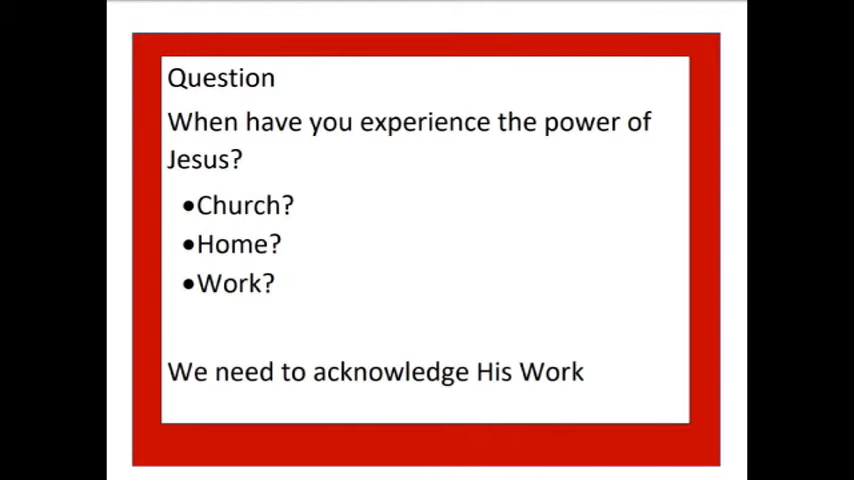 Question
When have you experience the power of
Jesus?
•Church?
•Home?
•Work?
We need to acknowledge His Work